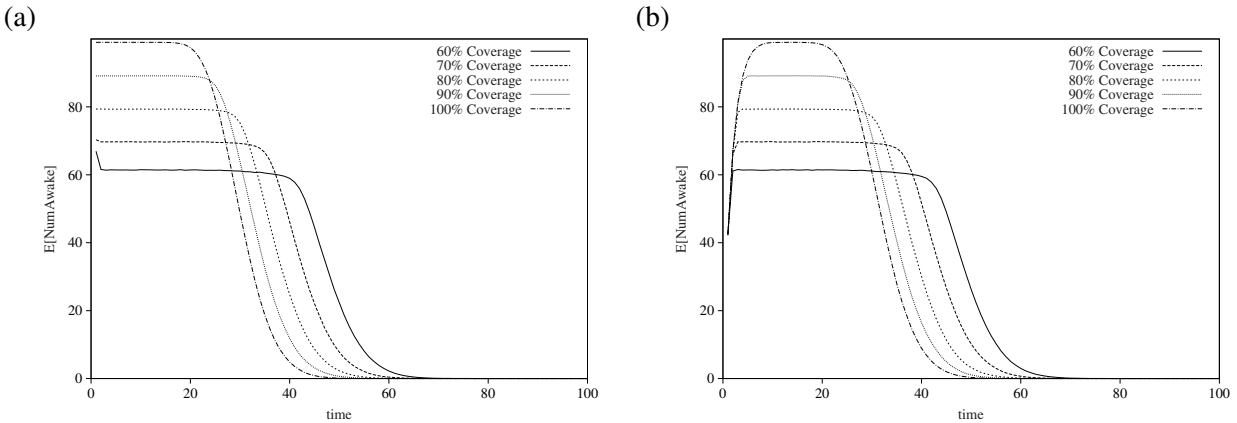 (a)
60% Coverage
70% Coverage
80% Coverage
90% Coverage
100% Coverage
80
60
40
20
0
E[NumAwake]
0 20 40 60 80 100
time
(b)
60% Coverage
70% Coverage
80% Coverage
90% Coverage
100% Coverage
80
60
40
20
0
E[NumAwake]
0 20 40 60 80 100
time